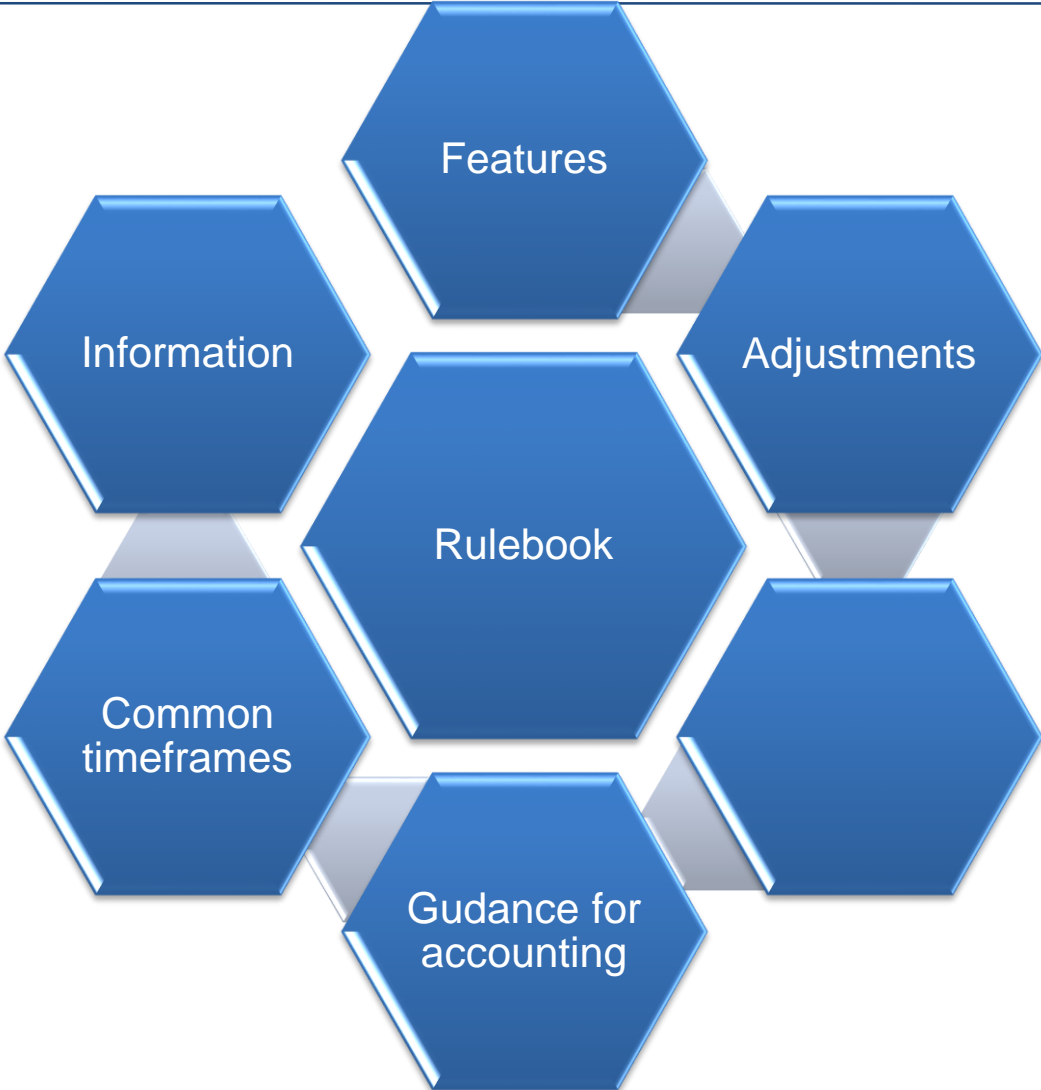 Features
Information
Adjustments
Rulebook
Common
timeframes
Gudance for
accounting